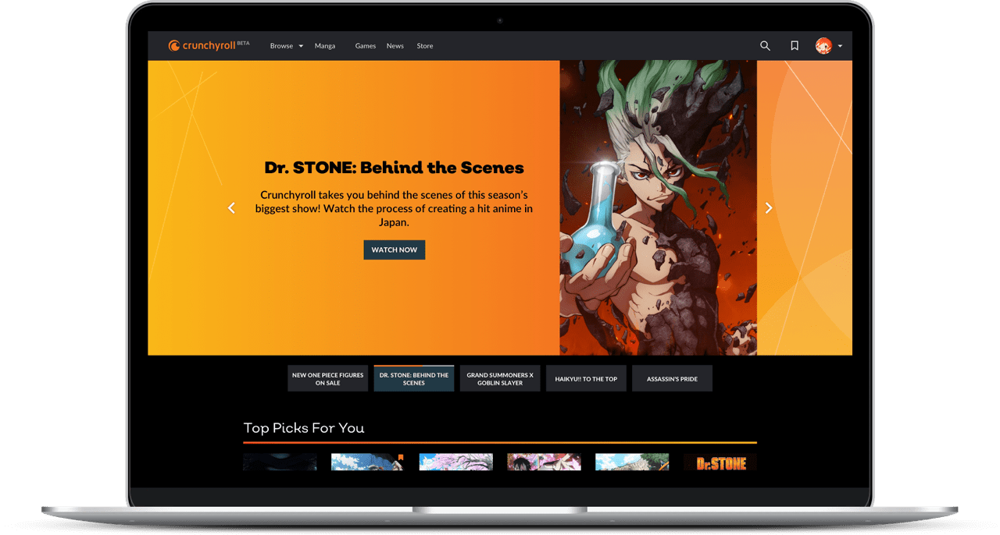 crunchyroll BETA
Browse
Manga
Games
News
Store
Dr. STONE: Behind the Scenes
Crunchyroll takes you behind the scenes of this season's
biggest show! Watch the process of creating a hit anime in
Japan.
WATCH NOW
NEW ONE PIECE FIGURES
ON SALE
DR. STONE: BEHIND THE
SCENES
GRAND SUMMONERS X
GOBLIN SLAYER
HAIKYU!! TO THE TOP
ASSASSIN'S PRIDE
Top Picks For You
Dr.STONE